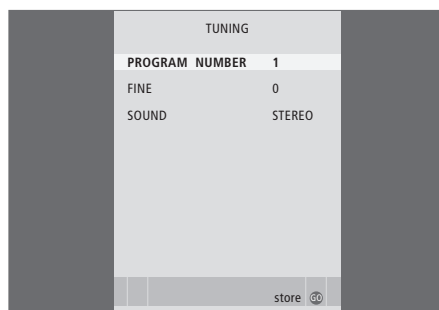 TUNING
PROGRAM NUMBER 1
FINE 0
SOUND STEREO
store GO